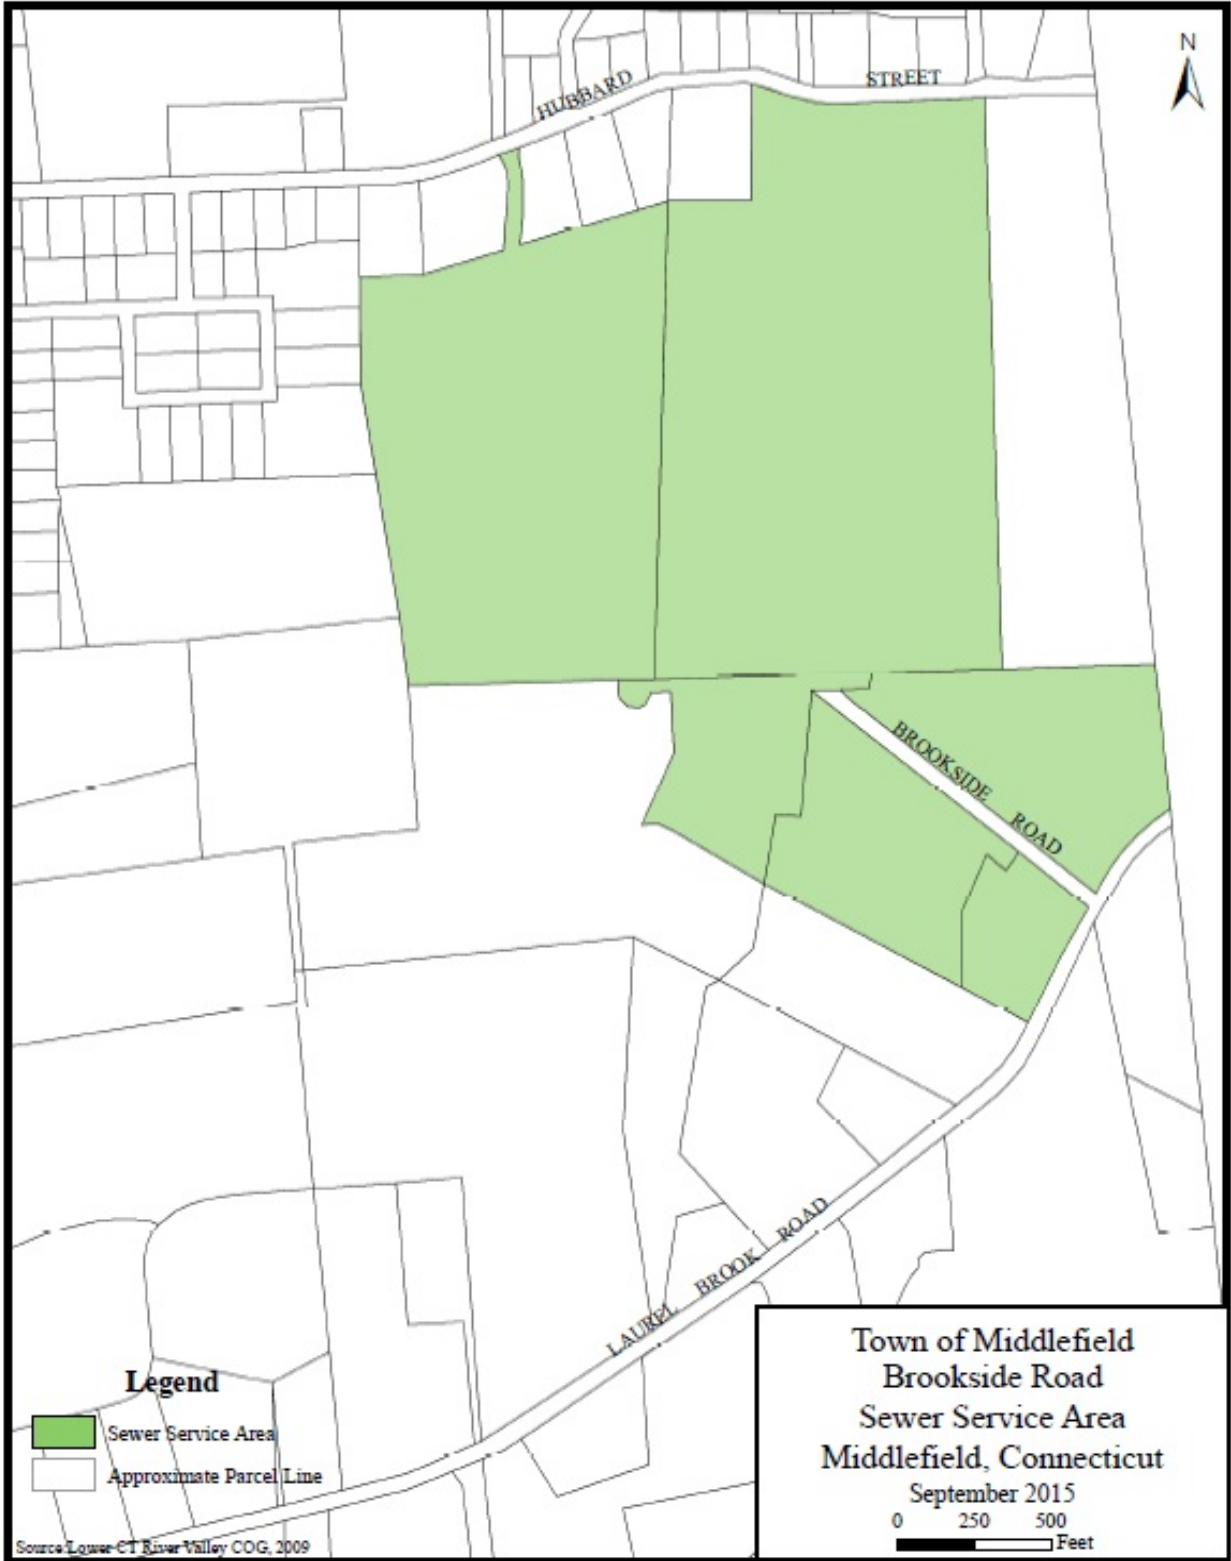 N
HUBBARD STREET
BROOKSIDE ROAD
LAUREL BROOK ROAD
Legend
Sewer Service Area
Approximate Parcel Line
Source:Lower CT River Valley COG, 2009
Town of Middlefield
Brookside Road
Sewer Service Area
Middlefield, Connecticut
September 2015
0 250 500
Feet